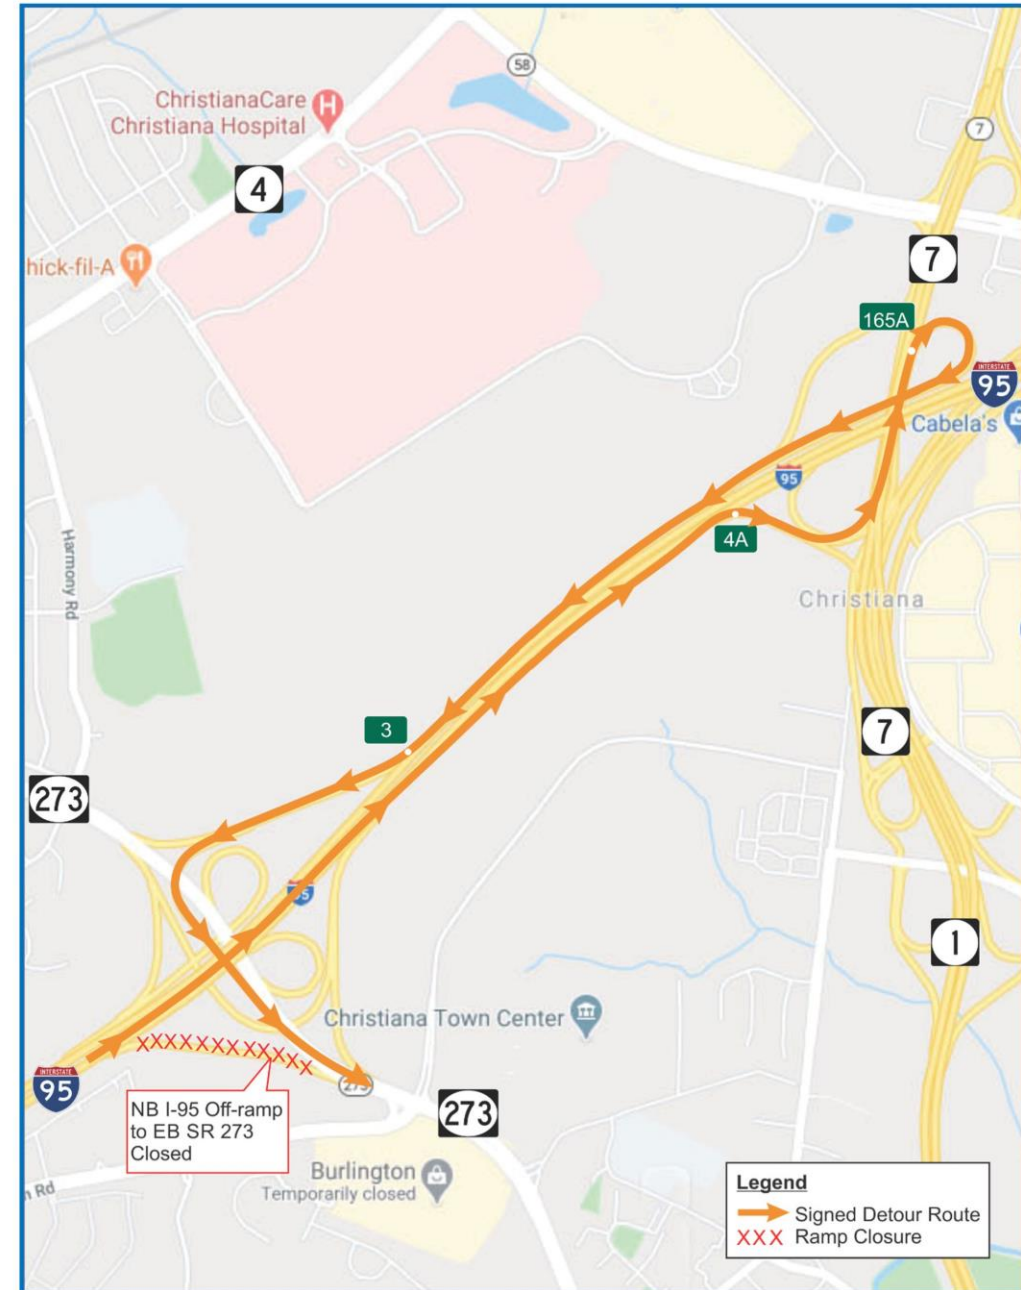 58
ChristianaCare
Christiana Hospital
H
7
4
hick-fil-A
7
165A
INTERSTATE
95
Cabela's
95
4A
Harmony Rd
Christiana
3
7
273
95
1
Christiana Town Center
INTERSTATE
95
273
273
NB I-95 Off-ramp
to EB SR 273
Closed
Burlington
Temporarily closed
n Rd
Legend
Signed Detour Route
XXX Ramp Closure